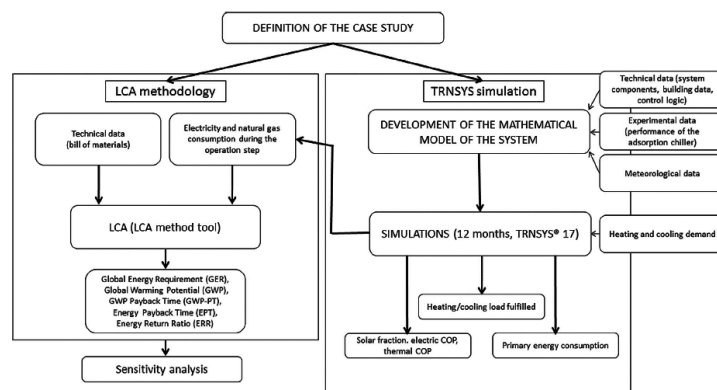 DEFINITION OF THE CASE STUDY
LCA methodology
Technical data
(bill of materials)
Electricity and natural gas
consumption during the
operation step
LCA (LCA method tool)
Global Energy Requirement (GER),
Global Warming Potential (GWP),
GWP Payback Time (GWP-PT),
Energy Payback Time (EPT),
Energy Return Ratio (ERR)
Sensitivity analysis
TRNSYS simulation
DEVELOPMENT OF THE MATHEMATICAL
MODEL OF THE SYSTEM
Technical data (system
components, building data,
control logic)
Experimental data
(performance of the
adsorption chiller)
Meteorological data
SIMULATIONS (12 months, TRNSYS® 17)
Heating and cooling demand
Heating/cooling load fulfilled
Solar fraction. electric COP,
thermal COP
Primary energy consumption